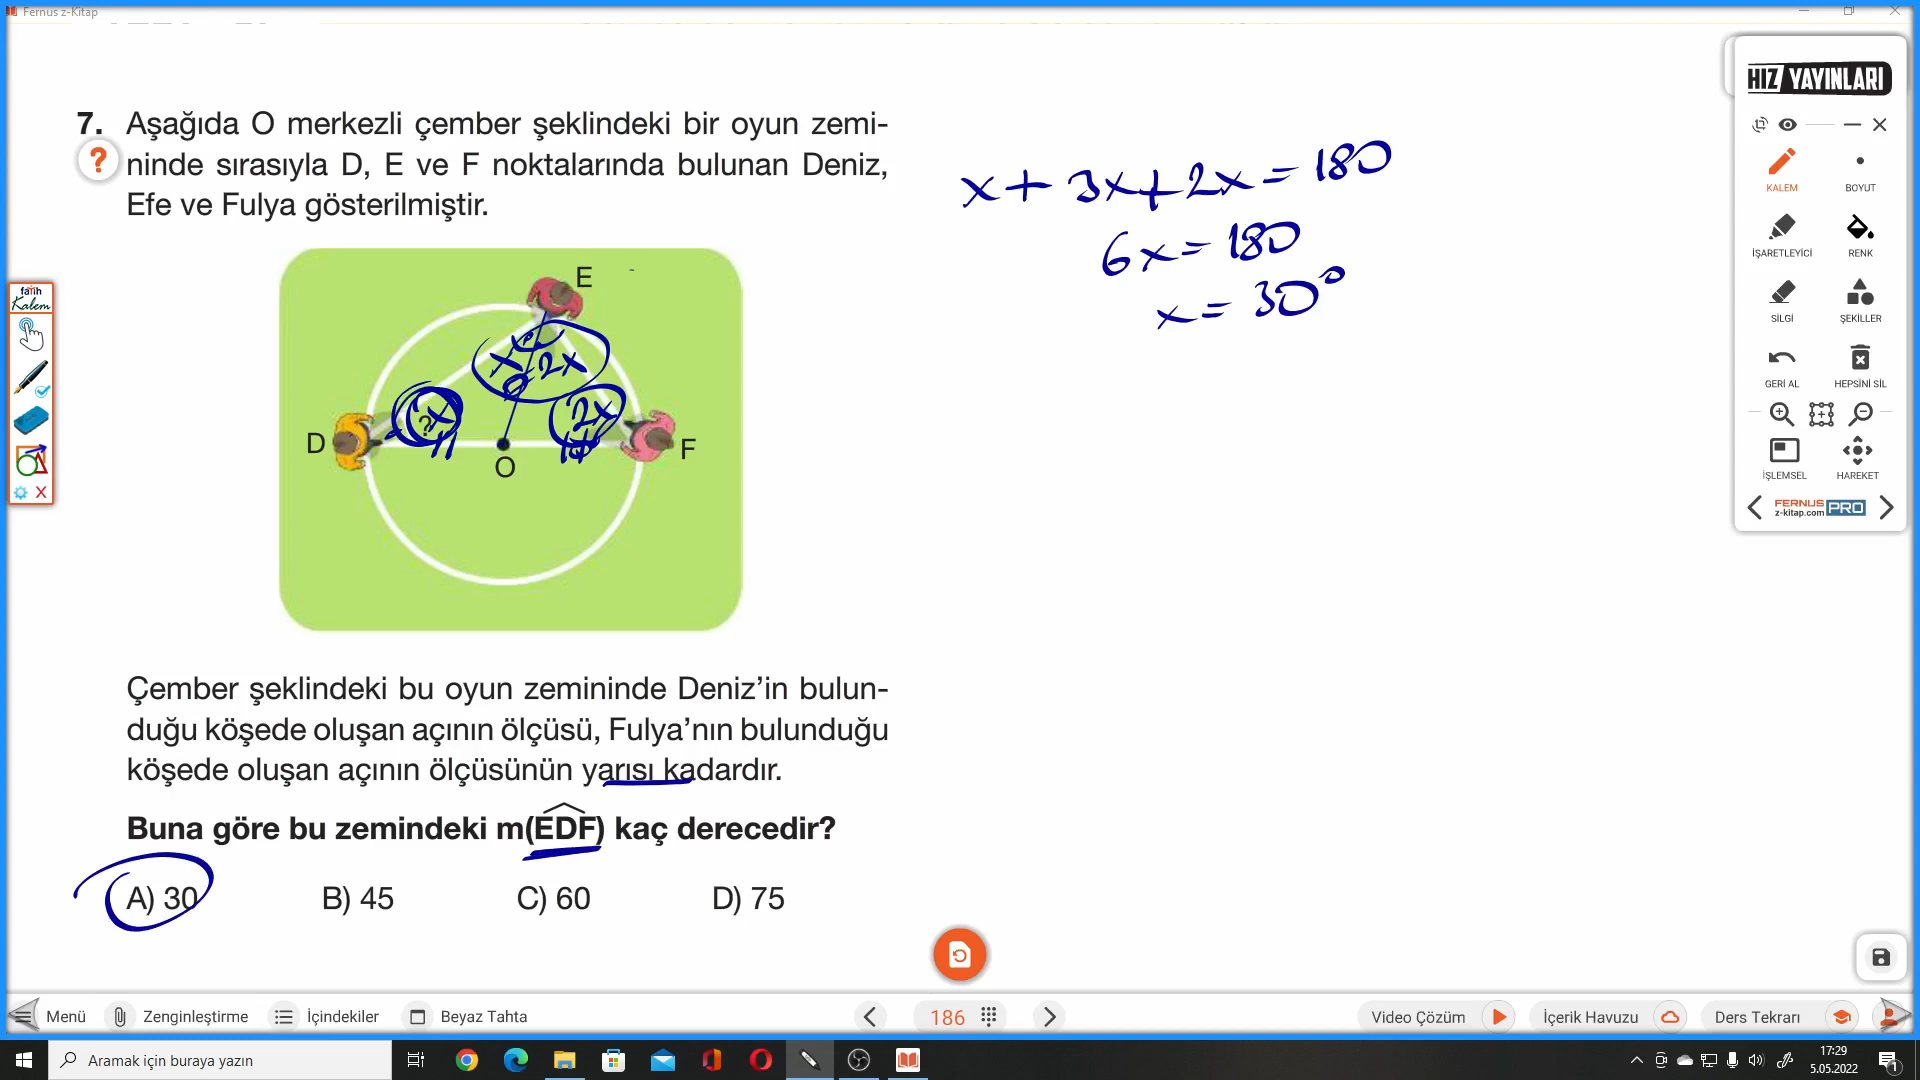 Fernus z-Kitap
HIZ YAYINLARI
7. Aşağıda O merkezli çember şeklindeki bir oyun zemi-
ninde sırasıyla D, E ve F noktalarında bulunan Deniz,
Efe ve Fulya gösterilmiştir.
x+3x+2x=180
6x=180
x=30°
E
x 2x
x
?
2x
D
O
F
Çember şeklindeki bu oyun zemininde Deniz’in bulun-
duğu köşede oluşan açının ölçüsü, Fulya’nın bulunduğu
köşede oluşan açının ölçüsünün yarısı kadardır.
Buna göre bu zemindeki m(EDF) kaç derecedir?
A) 30 B) 45 C) 60 D) 75
fatih
Kalem
KALEM BOYUT
İŞARETLEYİCİ RENK
SİLGİ ŞEKİLLER
GERİ AL HEPSİNİ SİL
İŞLEMSEL HAREKET
FERNUS
z-kitap.com PRO
Menü Zenginleştirme İçindekiler Beyaz Tahta 186 Video Çözüm İçerik Havuzu Ders Tekrarı
Aramak için buraya yazın
17:29
5.05.2022
1